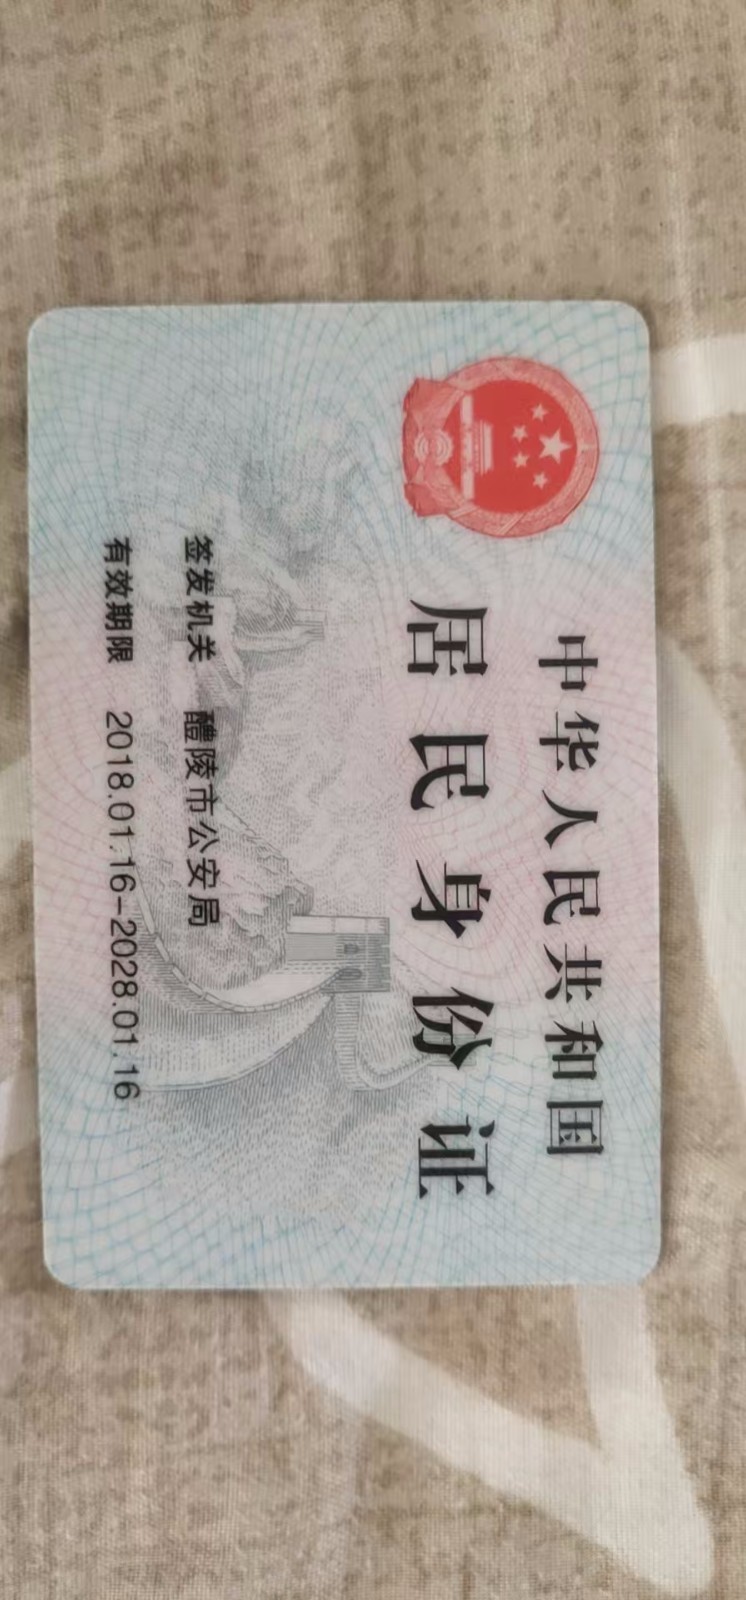 中华人民共和国
居民身份证
签发机关 醴陵市公安局
有效期限 2018.01.16-2028.01.16